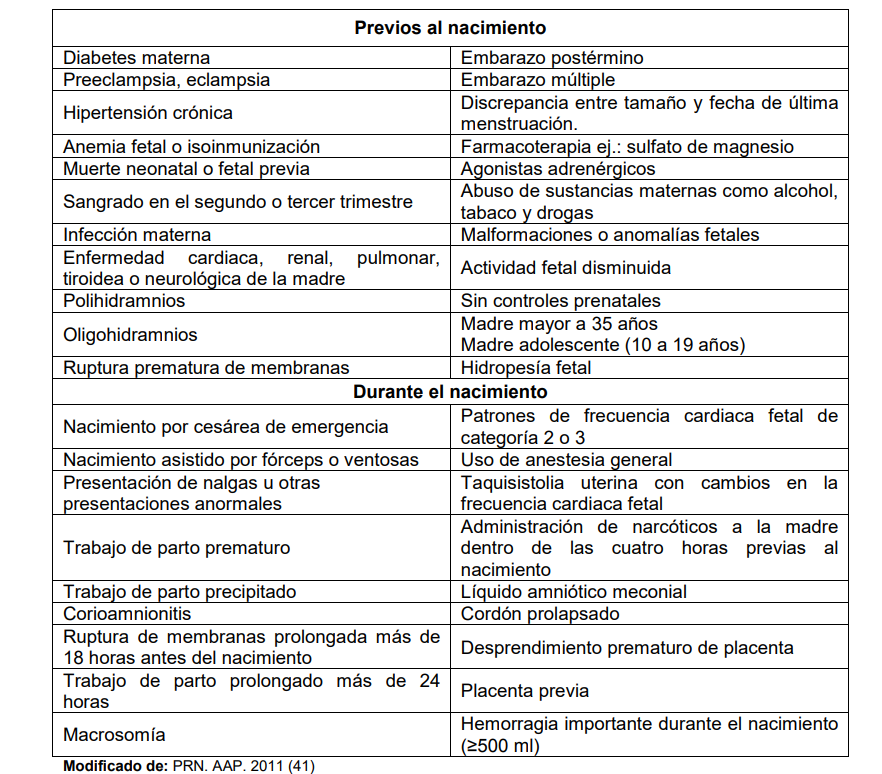 Previos al nacimiento
Diabetes materna
Embarazo postérmino
Preeclampsia, eclampsia
Embarazo múltiple
Hipertensión crónica
Discrepancia entre tamaño y fecha de última
menstruación.
Anemia fetal o isoinmunización
Farmacoterapia ej.: sulfato de magnesio
Muerte neonatal o fetal previa
Agonistas adrenérgicos
Sangrado en el segundo o tercer trimestre
Abuso de sustancias maternas como alcohol,
tabaco y drogas
Infección materna
Malformaciones o anomalías fetales
Enfermedad cardiaca, renal, pulmonar,
tiroidea o neurológica de la madre
Actividad fetal disminuida
Polihidramnios
Sin controles prenatales
Oligohidramnios
Madre mayor a 35 años
Madre adolescente (10 a 19 años)
Ruptura prematura de membranas
Hidropesía fetal
Durante el nacimiento
Nacimiento por cesárea de emergencia
Patrones de frecuencia cardiaca fetal de
categoría 2 o 3
Nacimiento asistido por fórceps o ventosas
Uso de anestesia general
Presentación de nalgas u otras
presentaciones anormales
Taquisistolia uterina con cambios en la
frecuencia cardiaca fetal
Trabajo de parto prematuro
Administración de narcóticos a la madre
dentro de las cuatro horas previas al
nacimiento
Trabajo de parto precipitado
Líquido amniótico meconial
Corioamnionitis
Cordón prolapsado
Ruptura de membranas prolongada más de
18 horas antes del nacimiento
Desprendimiento prematuro de placenta
Trabajo de parto prolongado más de 24
horas
Placenta previa
Macrosomía
Hemorragia importante durante el nacimiento
(≥500 ml)
Modificado de: PRN. AAP. 2011 (41)